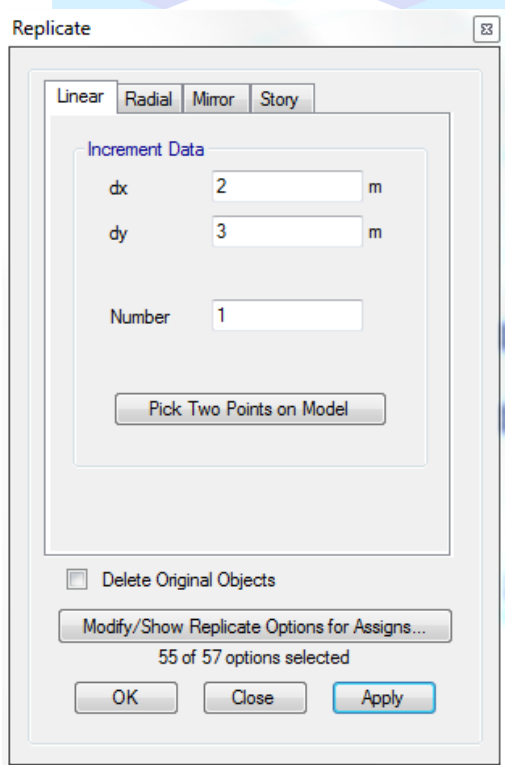 Replicate
Linear Radial Mirror Story
Increment Data
dx 2 m
dy 3 m
Number 1
Pick Two Points on Model
Delete Original Objects
Modify/Show Replicate Options for Assigns...
55 of 57 options selected
OK Close Apply